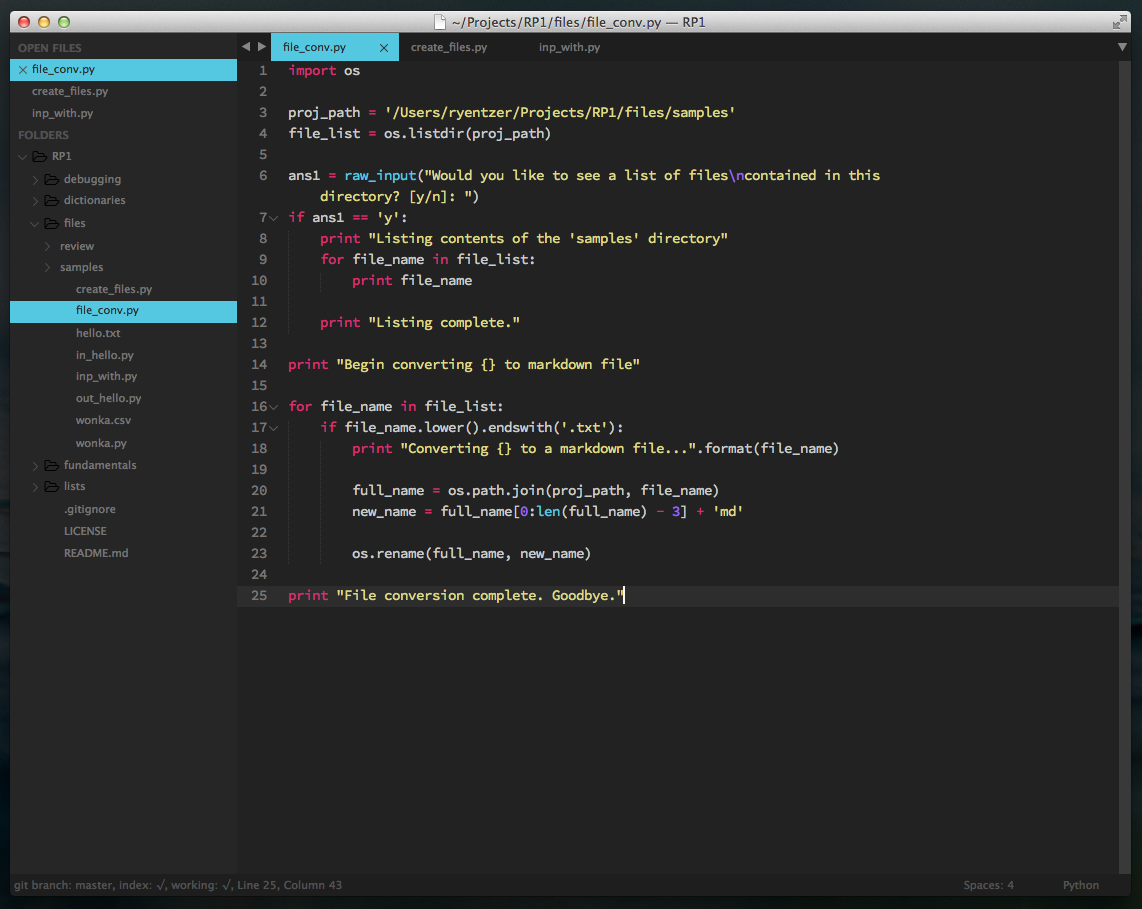 ~/Projects/RP1/files/file_conv.py — RP1
OPEN FILES
file_conv.py
create_files.py
inp_with.py
FOLDERS
RP1
debugging
dictionaries
files
review
samples
create_files.py
file_conv.py
hello.txt
in_hello.py
inp_with.py
out_hello.py
wonka.csv
wonka.py
fundamentals
lists
.gitignore
LICENSE
README.md
file_conv.py create_files.py inp_with.py
1 import os
2
3 proj_path = '/Users/ryentzer/Projects/RP1/files/samples'
4 file_list = os.listdir(proj_path)
5
6 ans1 = raw_input("Would you like to see a list of files\ncontained in this
directory? [y/n]: ")
7 if ans1 == 'y':
8 print "Listing contents of the 'samples' directory"
9 for file_name in file_list:
10 print file_name
11
12 print "Listing complete."
13
14 print "Begin converting {} to markdown file"
15
16 for file_name in file_list:
17 if file_name.lower().endswith('.txt'):
18 print "Converting {} to a markdown file...".format(file_name)
19
20 full_name = os.path.join(proj_path, file_name)
21 new_name = full_name[0:len(full_name) - 3] + 'md'
22
23 os.rename(full_name, new_name)
24
25 print "File conversion complete. Goodbye."
git branch: master, index: √, working: √, Line 25, Column 43 Spaces: 4 Python